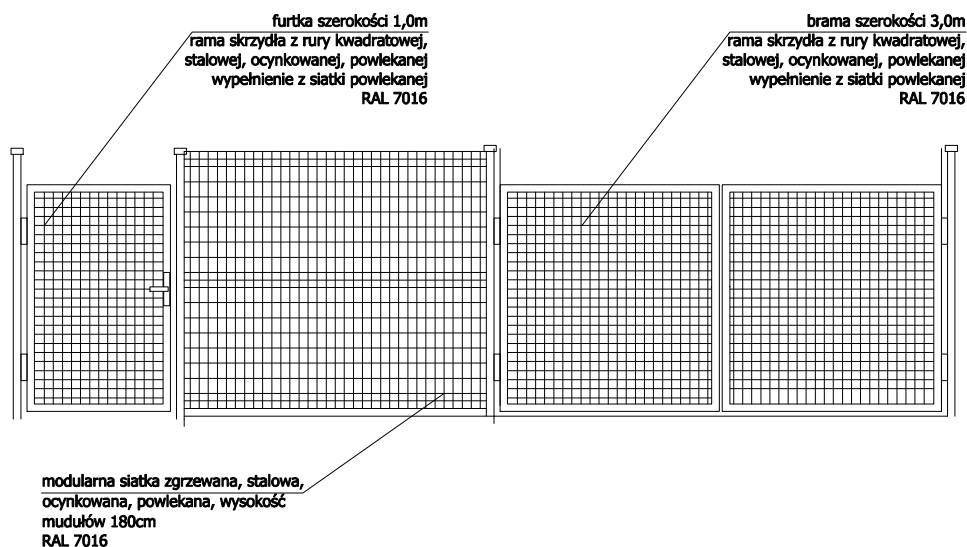 furtka szerokości 1,0m
rama skrzydła z rury kwadratowej,
stalowej, ocynkowanej, powlekanej
wypełnienie z siatki powlekanej
RAL 7016
brama szerokości 3,0m
rama skrzydła z rury kwadratowej,
stalowej, ocynkowanej, powlekanej
wypełnienie z siatki powlekanej
RAL 7016
modularna siatka zgrzewana, stalowa,
ocynkowana, powlekana, wysokość
mudułów 180cm
RAL 7016